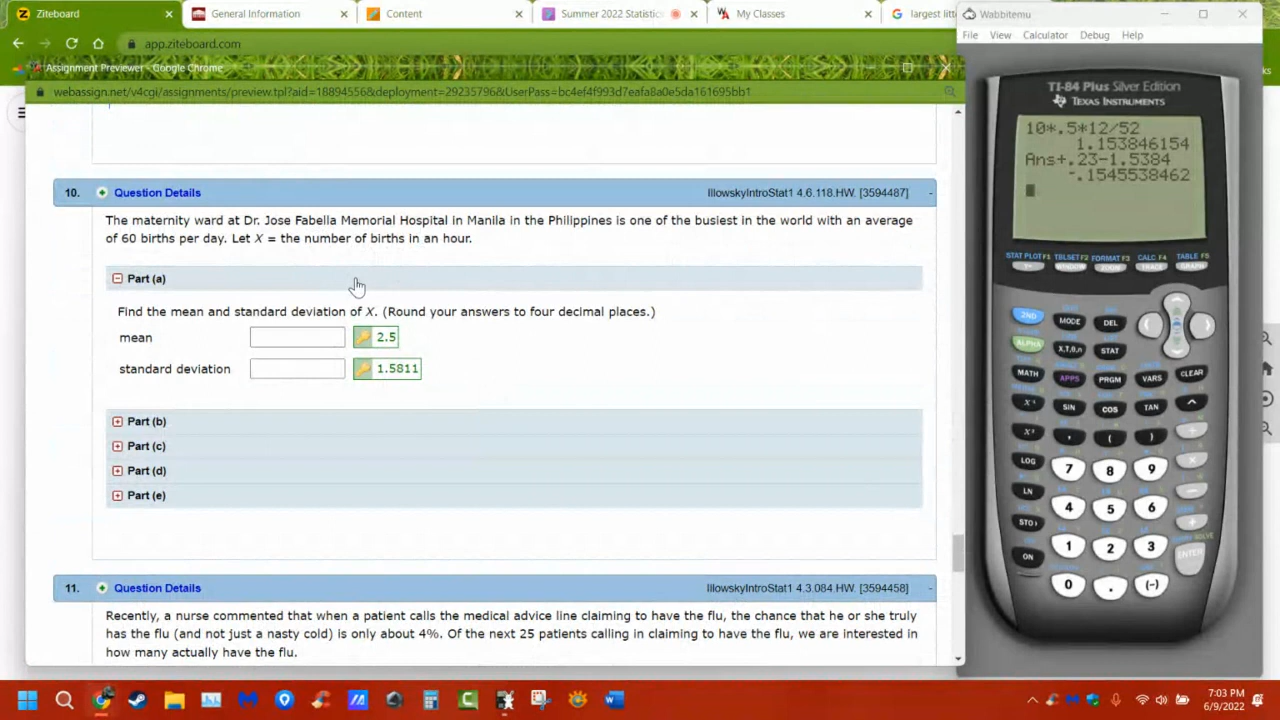 Ziteboard
General Information
Content
Summer 2022 Statistics
My Classes
largest litt
Wabbitemu
app.ziteboard.com
File View Calculator Debug Help
Assignment Previewer - Google Chrome
webassign.net/v4cgi/assignments/preview.tpl?aid=18894556&deployment=29235796&UserPass=bc4ef4f993d7eafa8a0e5da161695bb1
TI-84 Plus Silver Edition
TEXAS INSTRUMENTS
10*.5*12/52
1.153846154
Ans+.23-1.5384
-.1545538462
10. Question Details IllowskyIntroStat1 4.6.118.HW. [3594487] -
The maternity ward at Dr. Jose Fabella Memorial Hospital in Manila in the Philippines is one of the busiest in the world with an average
of 60 births per day. Let X = the number of births in an hour.
Part (a)
Find the mean and standard deviation of X. (Round your answers to four decimal places.)
mean 2.5
standard deviation 1.5811
Part (b)
Part (c)
Part (d)
Part (e)
11. Question Details IllowskyIntroStat1 4.3.084.HW. [3594458] -
Recently, a nurse commented that when a patient calls the medical advice line claiming to have the flu, the chance that he or she truly
has the flu (and not just a nasty cold) is only about 4%. Of the next 25 patients calling in claiming to have the flu, we are interested in
how many actually have the flu.
STAT PLOT F1 TBLSET F2 FORMAT F3 CALC F4 TABLE F5
Y= WINDOW ZOOM TRACE GRAPH
2ND MODE DEL
ALPHA X,T,θ,n STAT
MATH APPS PRGM VARS CLEAR
SIN COS TAN ^
, ( )
LOG 7 8 9
LN 4 5 6
STO 1 2 3 ENTER
ON 0 . (-)
7:03 PM
6/9/2022